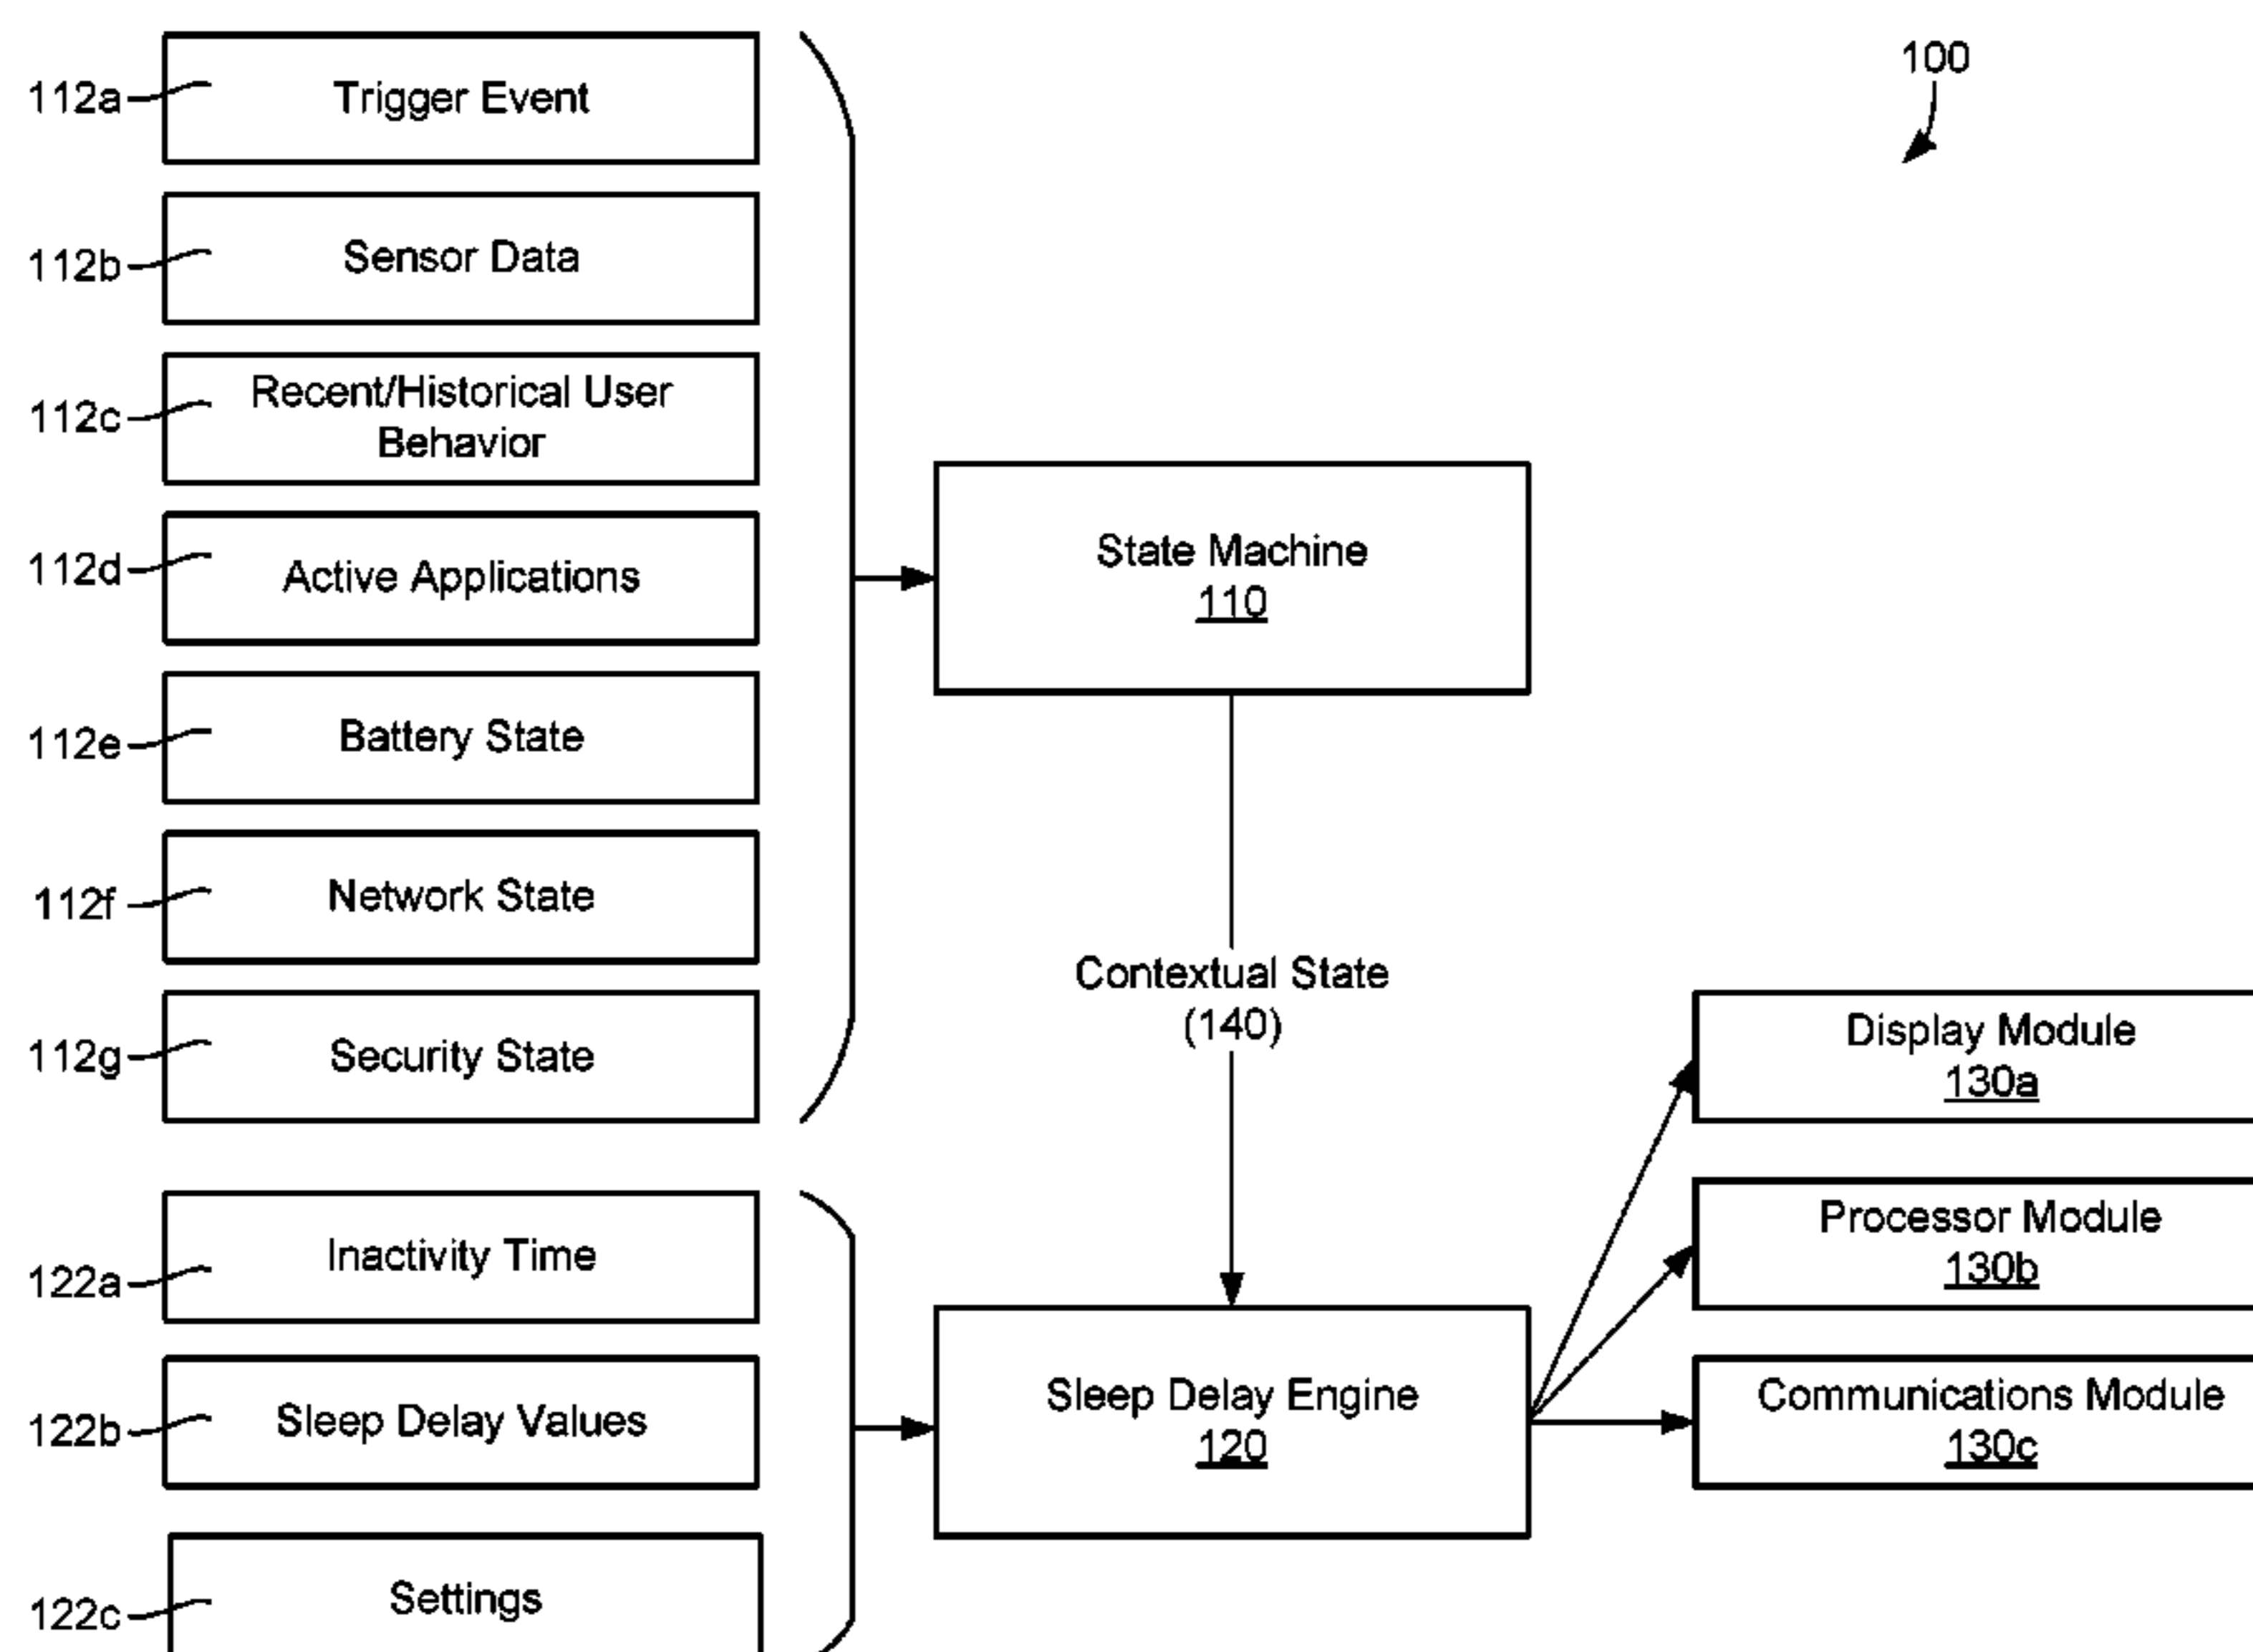 100
112a
Trigger Event
112b
Sensor Data
112c
Recent/Historical User
Behavior
112d
Active Applications
112e
Battery State
112f
Network State
112g
Security State
State Machine
110
Contextual State
(140)
122a
Inactivity Time
122b
Sleep Delay Values
122c
Settings
Sleep Delay Engine
120
Display Module
130a
Processor Module
130b
Communications Module
130c